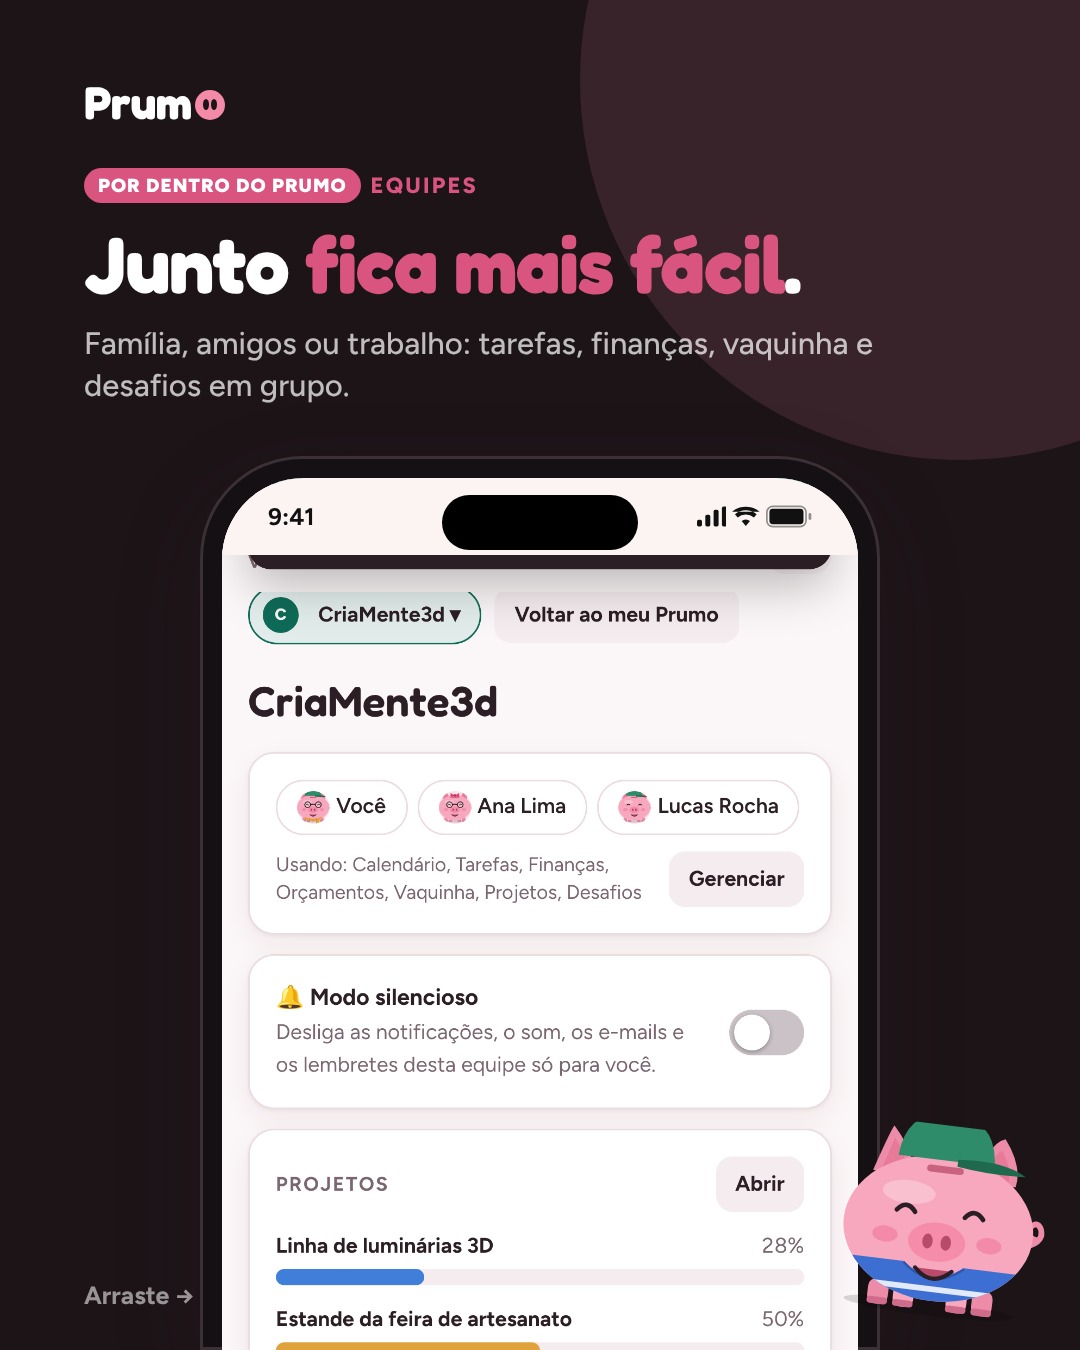 Prum
POR DENTRO DO PRUMO EQUIPES
Junto fica mais fácil.
Família, amigos ou trabalho: tarefas, finanças, vaquinha e
desafios em grupo.
9:41
C CriaMente3d ▾ Voltar ao meu Prumo
CriaMente3d
Você Ana Lima Lucas Rocha
Usando: Calendário, Tarefas, Finanças,
Orçamentos, Vaquinha, Projetos, Desafios
Gerenciar
🔔 Modo silencioso
Desliga as notificações, o som, os e-mails e
os lembretes desta equipe só para você.
PROJETOS Abrir
Linha de luminárias 3D 28%
Estande da feira de artesanato 50%
Arraste →